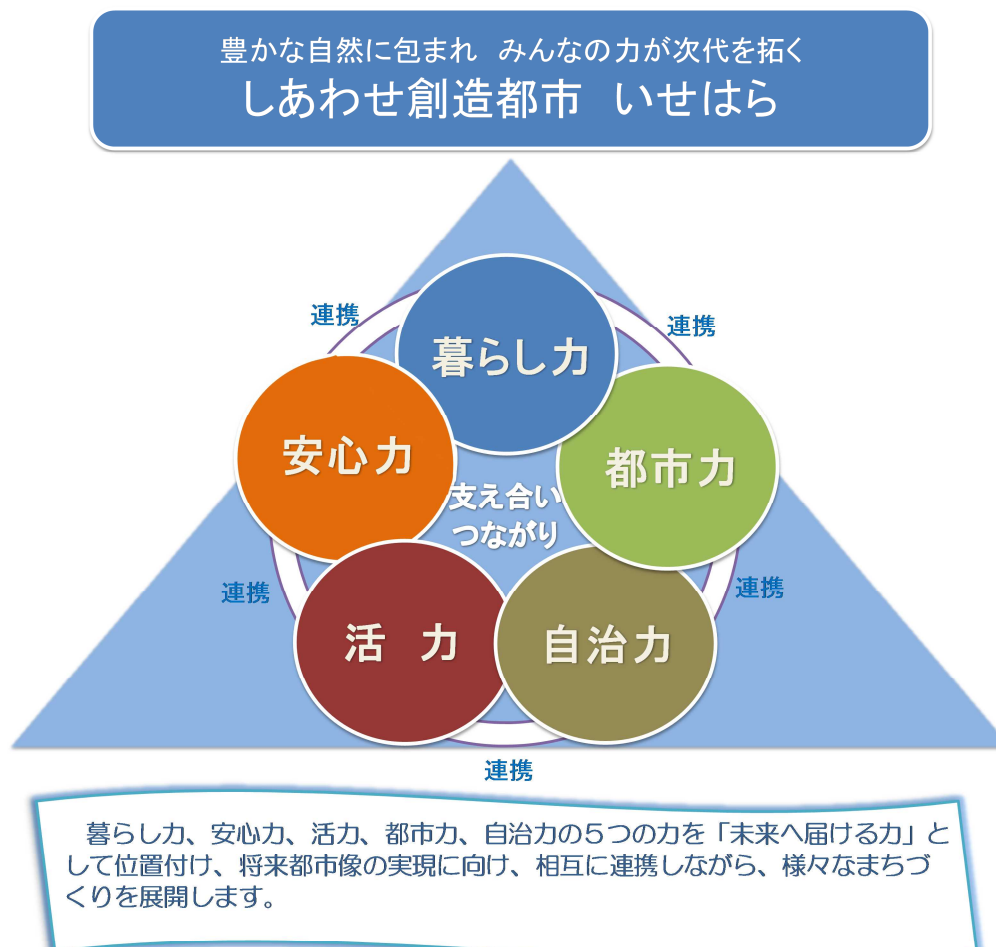 豊かな自然に包まれ　みんなの力が次代を拓く
しあわせ創造都市　いせはら
連携
連携
暮らし力
安心力
都市力
支え合い
つながり
連携
連携
活　力
自治力
連携
暮らし力、安心力、活力、都市力、自治力の５つの力を「未来へ届ける力」と
して位置付け、将来都市像の実現に向け、相互に連携しながら、様々なまちづ
くりを展開します。